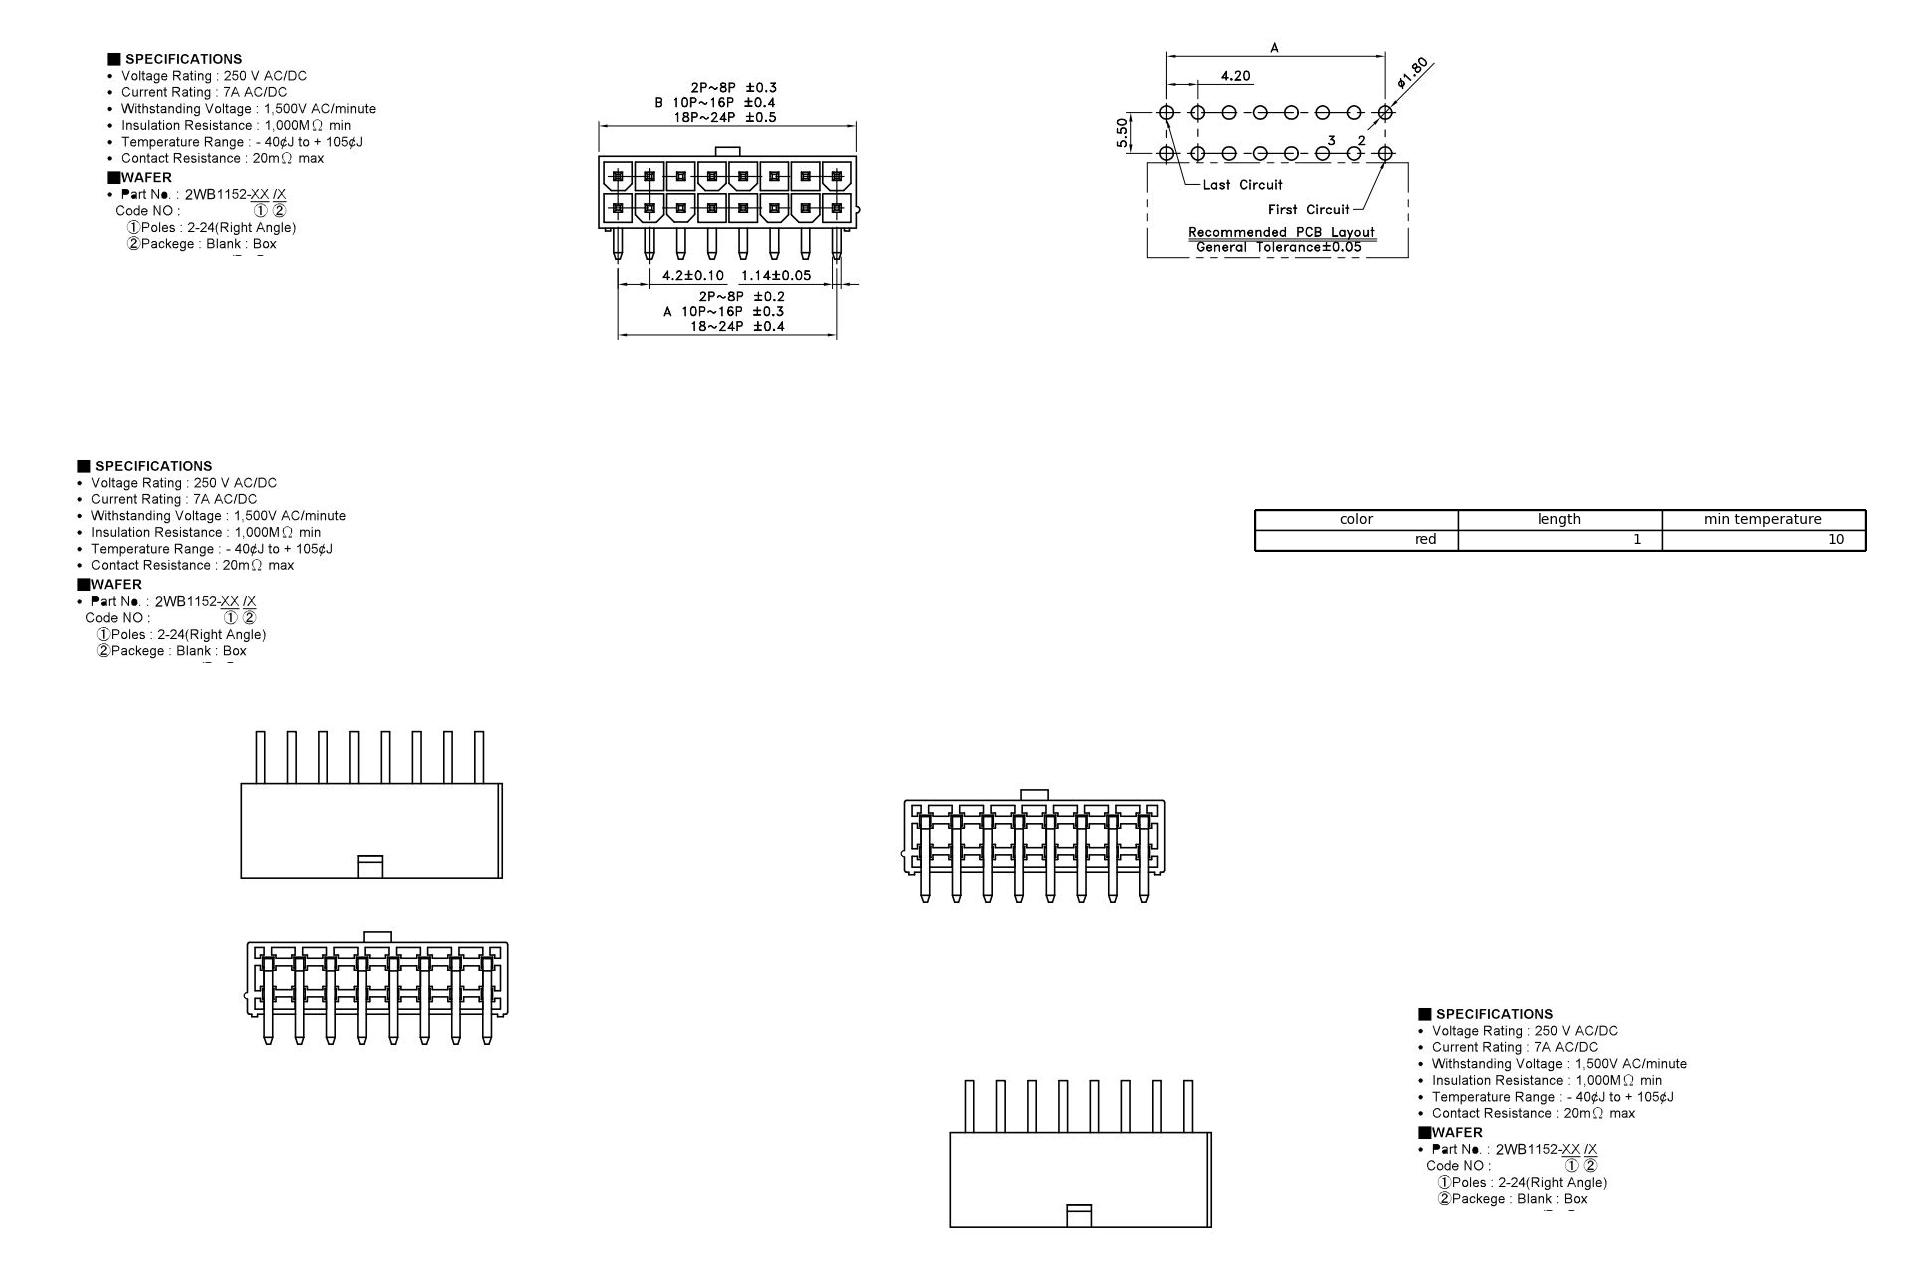 ■ SPECIFICATIONS
• Voltage Rating : 250 V AC/DC
• Current Rating : 7A AC/DC
• Withstanding Voltage : 1,500V AC/minute
• Insulation Resistance : 1,000MΩ min
• Temperature Range : - 40¢J to + 105¢J
• Contact Resistance : 20mΩ max
■WAFER
• Part No. : 2WB1152-XX /X
Code NO : ① ②
①Poles : 2-24(Right Angle)
②Packege : Blank : Box
2P~8P ±0.3
B 10P~16P ±0.4
18P~24P ±0.5
4.2±0.10 1.14±0.05
2P~8P ±0.2
A 10P~16P ±0.3
18~24P ±0.4
A
4.20
ø1.80
5.50
3 2
Last Circuit
First Circuit
Recommended PCB Layout
General Tolerance±0.05
■ SPECIFICATIONS
• Voltage Rating : 250 V AC/DC
• Current Rating : 7A AC/DC
• Withstanding Voltage : 1,500V AC/minute
• Insulation Resistance : 1,000MΩ min
• Temperature Range : - 40¢J to + 105¢J
• Contact Resistance : 20mΩ max
■WAFER
• Part No. : 2WB1152-XX /X
Code NO : ① ②
①Poles : 2-24(Right Angle)
②Packege : Blank : Box
color length min temperature
red 1 10
■ SPECIFICATIONS
• Voltage Rating : 250 V AC/DC
• Current Rating : 7A AC/DC
• Withstanding Voltage : 1,500V AC/minute
• Insulation Resistance : 1,000MΩ min
• Temperature Range : - 40¢J to + 105¢J
• Contact Resistance : 20mΩ max
■WAFER
• Part No. : 2WB1152-XX /X
Code NO : ① ②
①Poles : 2-24(Right Angle)
②Packege : Blank : Box